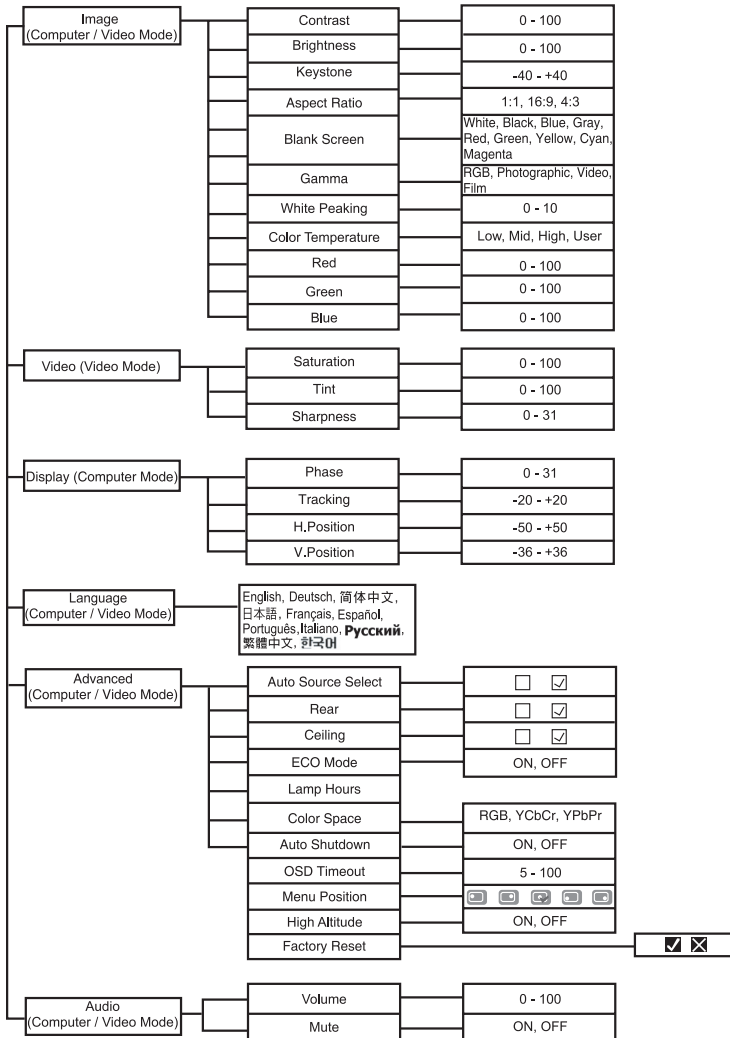 Image
(Computer / Video Mode)
Contrast
0 - 100
Brightness
0 - 100
Keystone
-40 - +40
Aspect Ratio
1:1, 16:9, 4:3
Blank Screen
White, Black, Blue, Gray,
Red, Green, Yellow, Cyan,
Magenta
Gamma
RGB, Photographic, Video,
Film
White Peaking
0 - 10
Color Temperature
Low, Mid, High, User
Red
0 - 100
Green
0 - 100
Blue
0 - 100
Video (Video Mode)
Saturation
0 - 100
Tint
0 - 100
Sharpness
0 - 31
Display (Computer Mode)
Phase
0 - 31
Tracking
-20 - +20
H.Position
-50 - +50
V.Position
-36 - +36
Language
(Computer / Video Mode)
English, Deutsch, 简体中文,
日本語, Français, Español,
Português,Italiano, Русский,
繁體中文, 한국어
Advanced
(Computer / Video Mode)
Auto Source Select
Rear
Ceiling
ECO Mode
ON, OFF
Lamp Hours
Color Space
RGB, YCbCr, YPbPr
Auto Shutdown
ON, OFF
OSD Timeout
5 - 100
Menu Position
High Altitude
ON, OFF
Factory Reset
Audio
(Computer / Video Mode)
Volume
0 - 100
Mute
ON, OFF